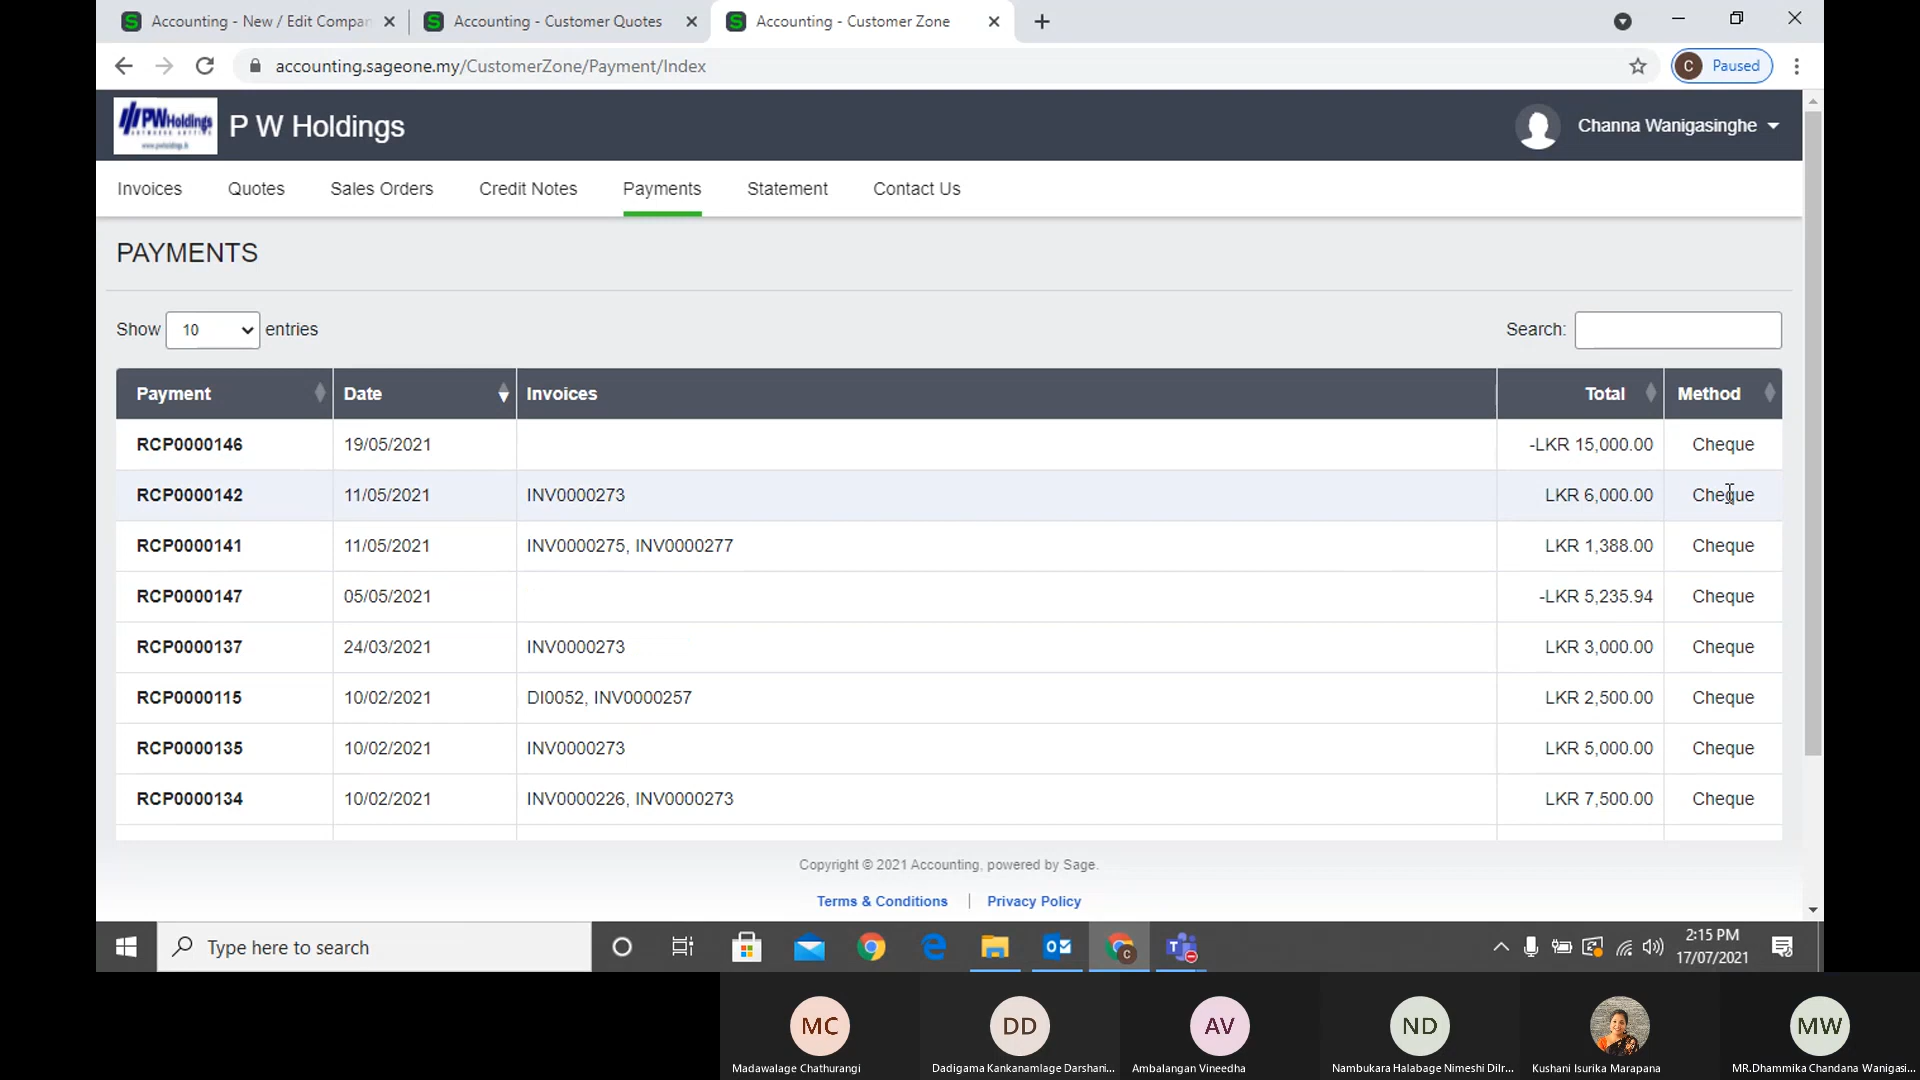 Accounting - New / Edit Compan
Accounting - Customer Quotes
Accounting - Customer Zone
accounting.sageone.my/CustomerZone/Payment/Index
C Paused
PWHoldings
P W Holdings
Channa Wanigasinghe
Invoices Quotes Sales Orders Credit Notes Payments Statement Contact Us
PAYMENTS
Show 10 entries Search:
Payment Date Invoices Total Method
RCP0000146 19/05/2021 -LKR 15,000.00 Cheque
RCP0000142 11/05/2021 INV0000273 LKR 6,000.00 Cheque
RCP0000141 11/05/2021 INV0000275, INV0000277 LKR 1,388.00 Cheque
RCP0000147 05/05/2021 -LKR 5,235.94 Cheque
RCP0000137 24/03/2021 INV0000273 LKR 3,000.00 Cheque
RCP0000115 10/02/2021 DI0052, INV0000257 LKR 2,500.00 Cheque
RCP0000135 10/02/2021 INV0000273 LKR 5,000.00 Cheque
RCP0000134 10/02/2021 INV0000226, INV0000273 LKR 7,500.00 Cheque
Copyright © 2021 Accounting, powered by Sage.
Terms & Conditions | Privacy Policy
Type here to search
2:15 PM
17/07/2021
MC DD AV ND MW
Madawalage Chathurangi Dadigama Kankanamlage Darshani... Ambalangan Vineedha Nambukara Halabage Nimeshi Dilr... Kushani Isurika Marapana MR.Dhammika Chandana Wanigasi...